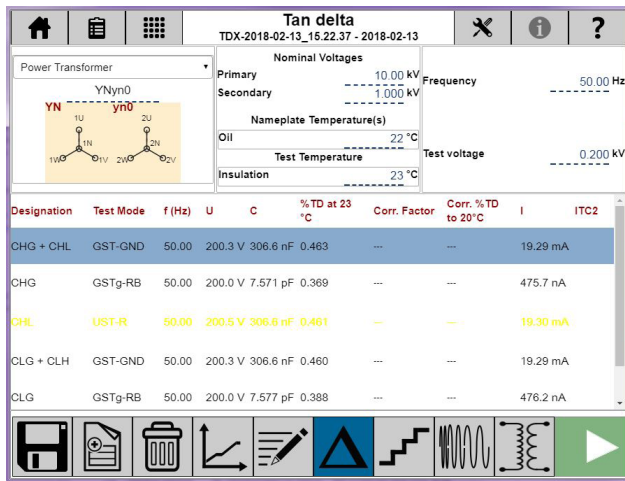 Tan delta
TDX-2018-02-13_15.22.37 - 2018-02-13
?
Power Transformer
YNyn0
YN yn0
1U 2U
1N 2N
1W 1V 2W 2V
Nominal Voltages
Primary 10.00 kV
Secondary 1.000 kV
Nameplate Temperature(s)
Oil 22 °C
Test Temperature
Insulation 23 °C
Frequency 50.00 Hz
Test voltage 0.200 kV
Designation Test Mode f (Hz) U C %TD at 23 °C Corr. Factor Corr. %TD to 20°C I ITC2
CHG + CHL GST-GND 50.00 200.3 V 306.6 nF 0.463 --- --- 19.29 mA
CHG GSTg-RB 50.00 200.0 V 7.571 pF 0.369 --- --- 475.7 nA
CHL UST-R 50.00 200.5 V 306.6 nF 0.461 --- --- 19.30 mA
CLG + CLH GST-GND 50.00 200.3 V 306.6 nF 0.460 --- --- 19.29 mA
CLG GSTg-RB 50.00 200.0 V 7.577 pF 0.388 --- --- 476.2 nA